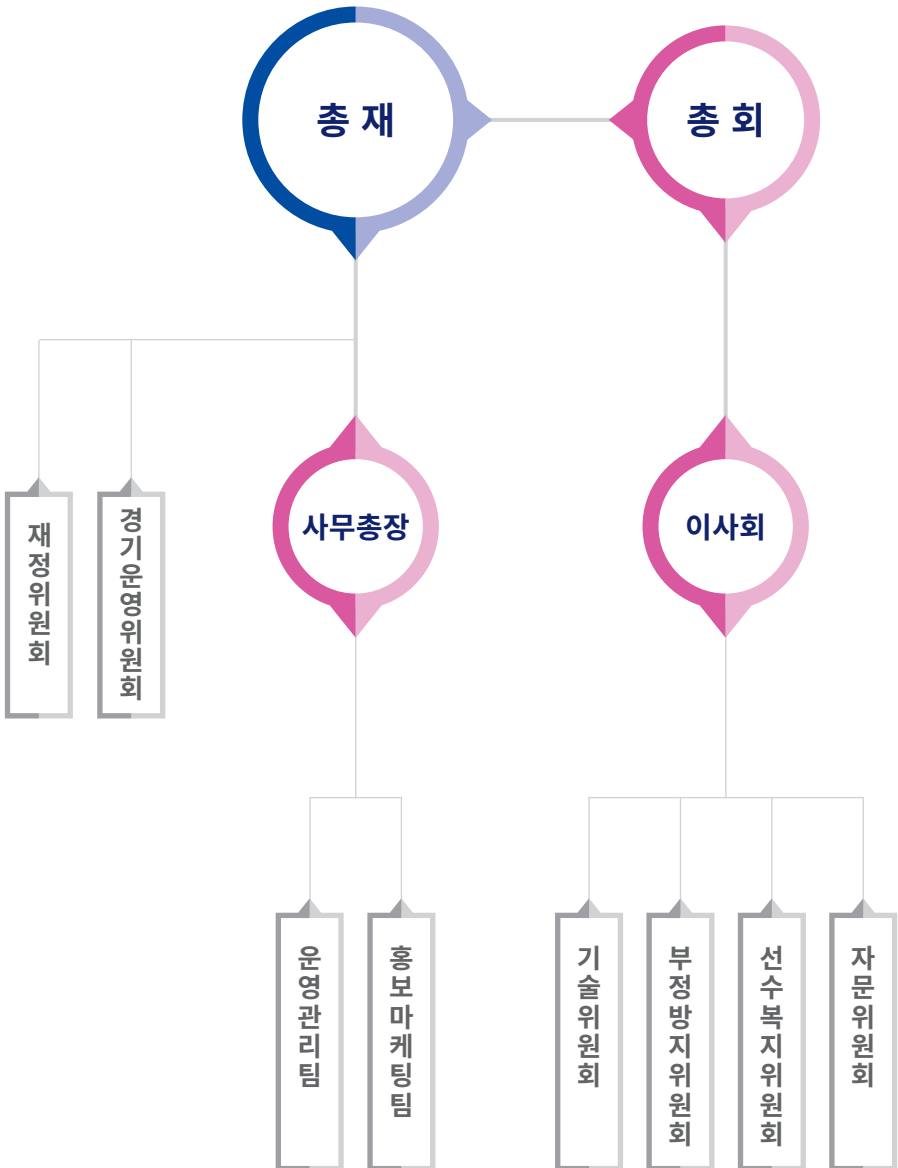 총 재
총 회
재정위원회
경기운영위원회
사무총장
이사회
운영관리팀
홍보마케팅팀
기술위원회
부정방지위원회
선수복지위원회
자문위원회